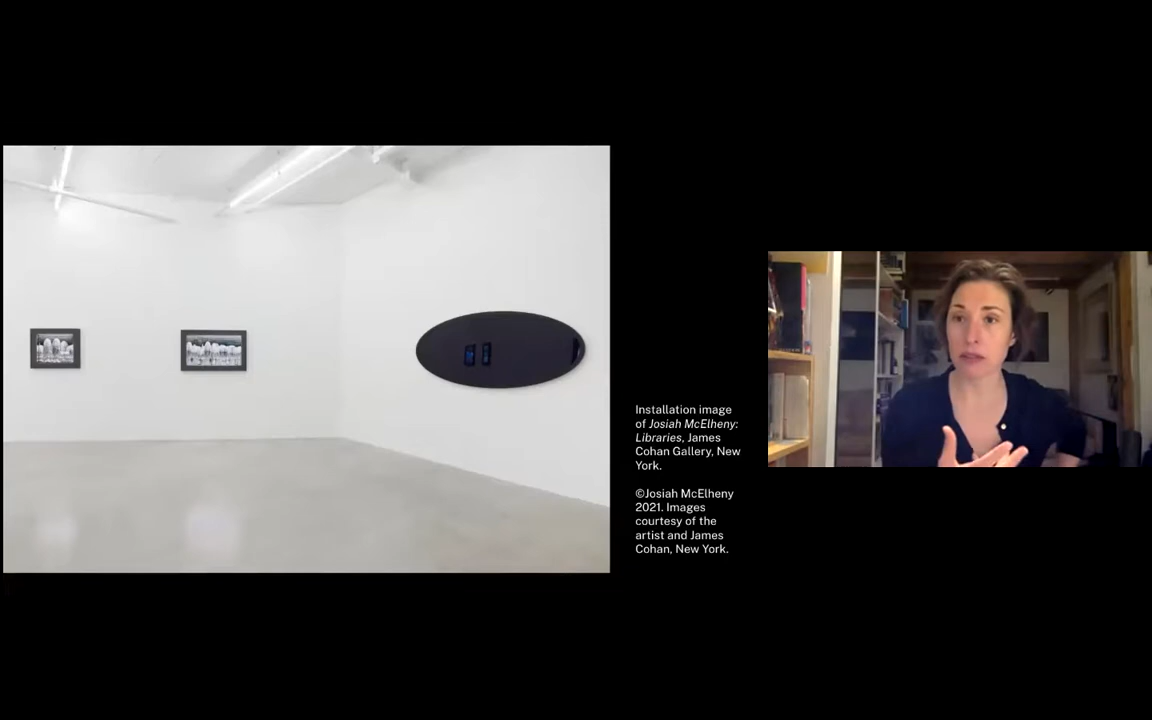 Installation image
of Josiah McElheny:
Libraries, James
Cohan Gallery, New
York.
©Josiah McElheny
2021. Images
courtesy of the
artist and James
Cohan, New York.